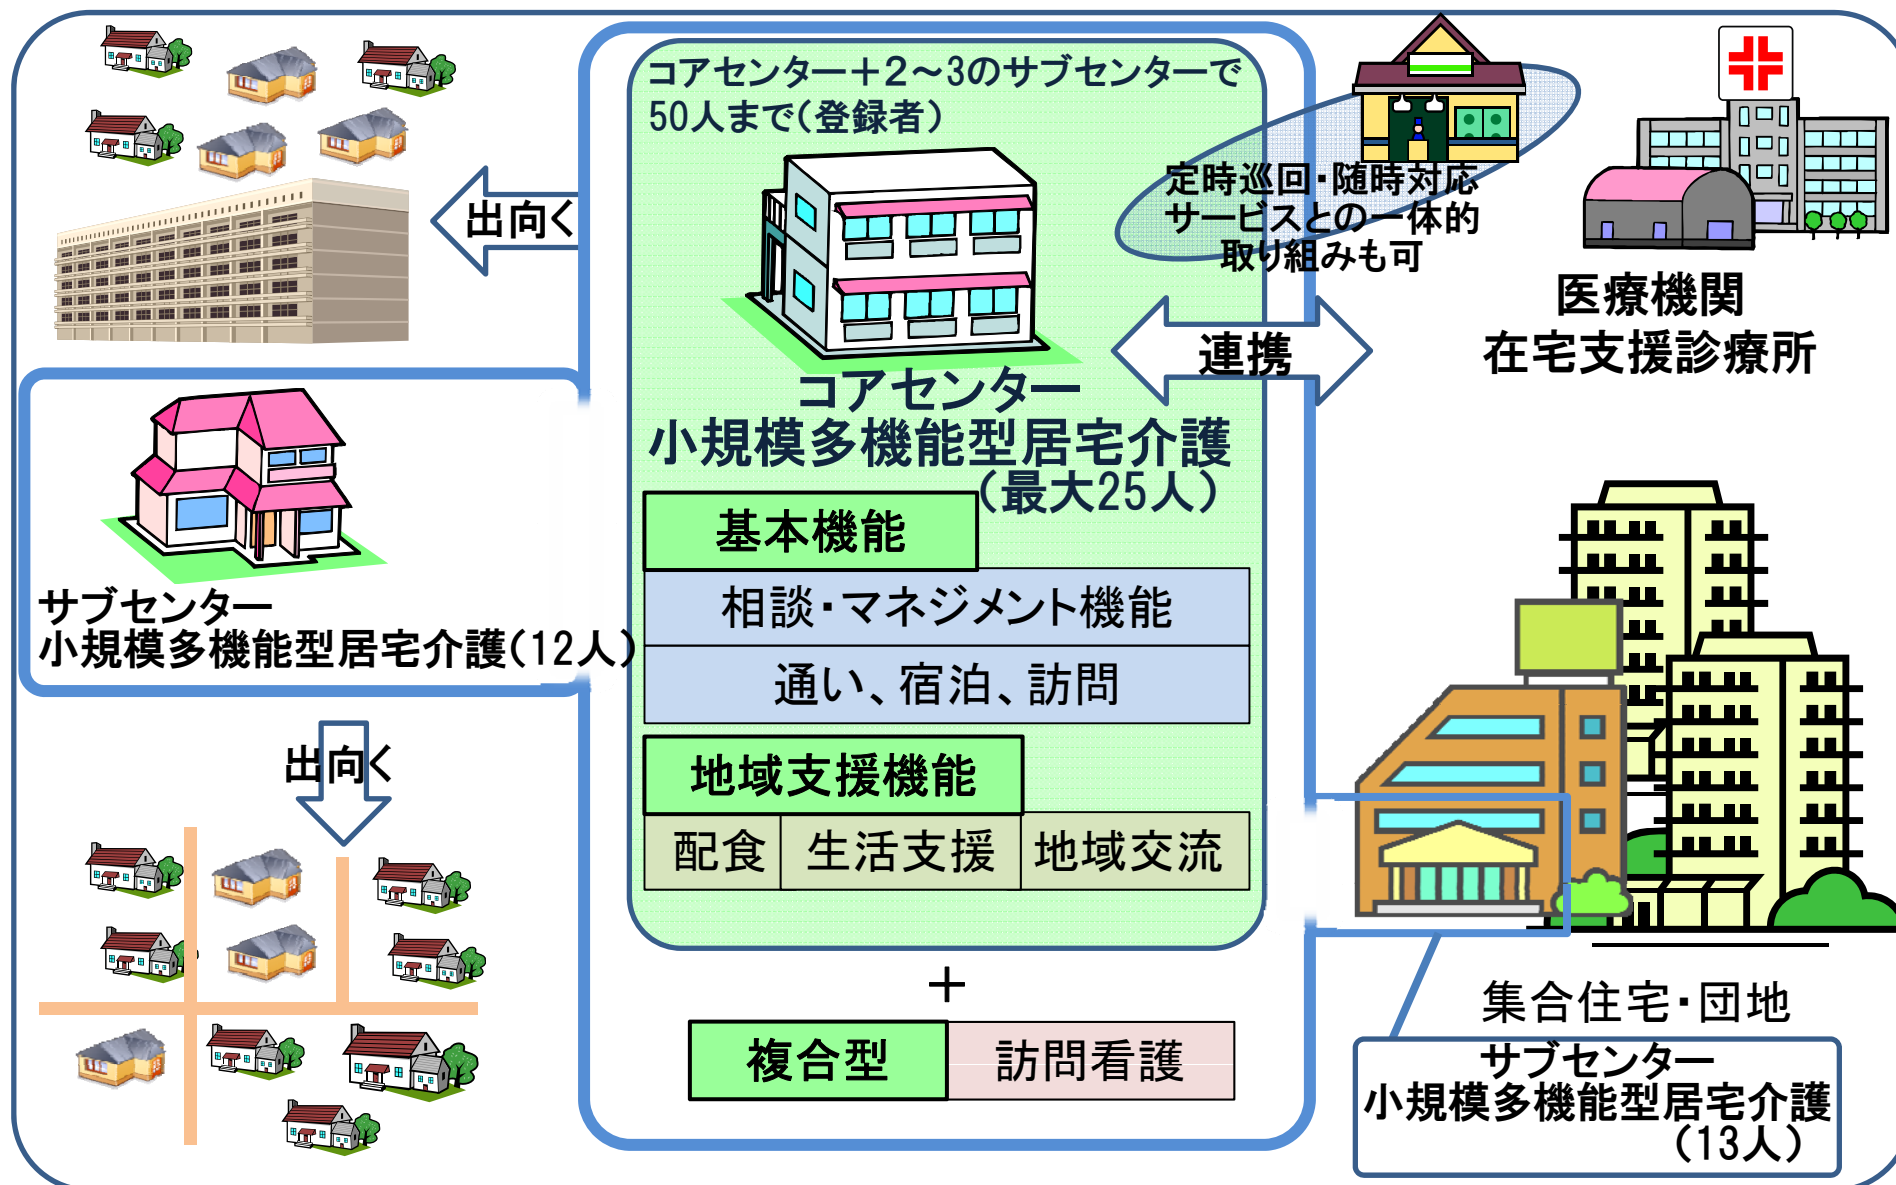 コアセンター＋２～3のサブセンターで
50人まで（登録者）
出向く
定時巡回・随時対応
サービスとの一体的
取り組みも可
医療機関
在宅支援診療所
連携
コアセンター
小規模多機能型居宅介護
（最大25人）
基本機能
相談・マネジメント機能
通い、宿泊、訪問
地域支援機能
配食 生活支援 地域交流
＋
複合型 訪問看護
サブセンター
小規模多機能型居宅介護（12人）
出向く
集合住宅・団地
サブセンター
小規模多機能型居宅介護
（13人）